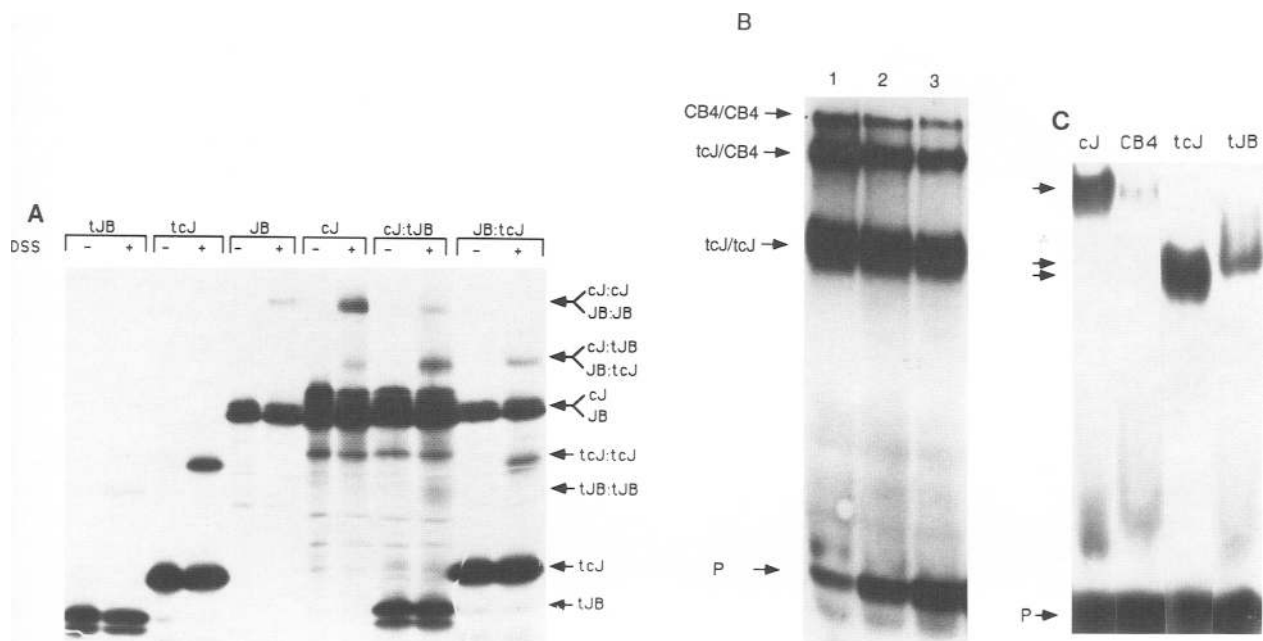 A
tJB tcJ JB cJ cJ:tJB JB:tcJ
DSS - + - + - + - + - + - +
cJ:cJ
JB:JB
cJ:tJB
JB:tcJ
cJ
JB
tcJ:tcJ
tJB:tJB
tcJ
tJB
B
1 2 3
CB4/CB4
tcJ/CB4
tcJ/tcJ
P
C
cJ CB4 tcJ tJB
P